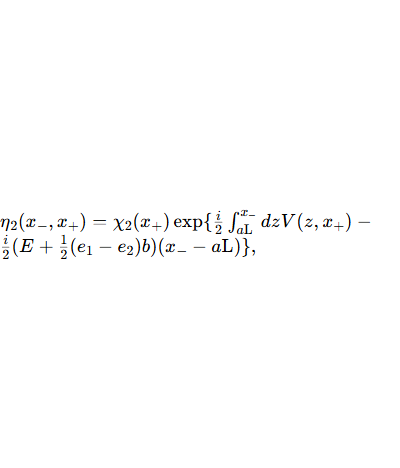 η₂(x₋, x₊) = χ₂(x₊) exp{ i/2 ∫_{aL}^{x₋} dzV(z, x₊) −
i/2 (E + 1/2 (e₁ − e₂)b)(x₋ − aL)},